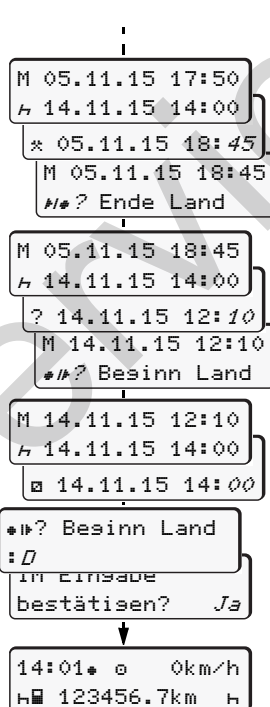 M 05.11.15 17:50
14.11.15 14:00
05.11.15 18:45
M 05.11.15 18:45
? Ende Land
M 05.11.15 18:45
14.11.15 14:00
? 14.11.15 12:10
M 14.11.15 12:10
? Beginn Land
M 14.11.15 12:10
14.11.15 14:00
14.11.15 14:00
? Beginn Land
:D
Eingabe
bestätigen? Ja
14:01 0km/h
123456.7km